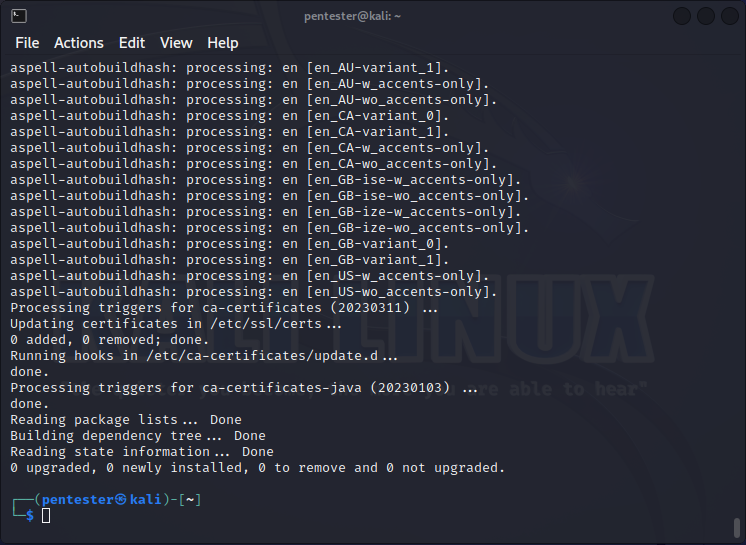 pentester@kali: ~
File Actions Edit View Help
aspell-autobuildhash: processing: en [en_AU-variant_1].
aspell-autobuildhash: processing: en [en_AU-w_accents-only].
aspell-autobuildhash: processing: en [en_AU-wo_accents-only].
aspell-autobuildhash: processing: en [en_CA-variant_0].
aspell-autobuildhash: processing: en [en_CA-variant_1].
aspell-autobuildhash: processing: en [en_CA-w_accents-only].
aspell-autobuildhash: processing: en [en_CA-wo_accents-only].
aspell-autobuildhash: processing: en [en_GB-ise-w_accents-only].
aspell-autobuildhash: processing: en [en_GB-ise-wo_accents-only].
aspell-autobuildhash: processing: en [en_GB-ize-w_accents-only].
aspell-autobuildhash: processing: en [en_GB-ize-wo_accents-only].
aspell-autobuildhash: processing: en [en_GB-variant_0].
aspell-autobuildhash: processing: en [en_GB-variant_1].
aspell-autobuildhash: processing: en [en_US-w_accents-only].
aspell-autobuildhash: processing: en [en_US-wo_accents-only].
Processing triggers for ca-certificates (20230311) ...
Updating certificates in /etc/ssl/certs...
0 added, 0 removed; done.
Running hooks in /etc/ca-certificates/update.d...
done.
Processing triggers for ca-certificates-java (20230103) ...
done.
Reading package lists... Done
Building dependency tree... Done
Reading state information... Done
0 upgraded, 0 newly installed, 0 to remove and 0 not upgraded.
┌──(pentester㉿kali)-[~]
└─$
LINUX
are able to hear"